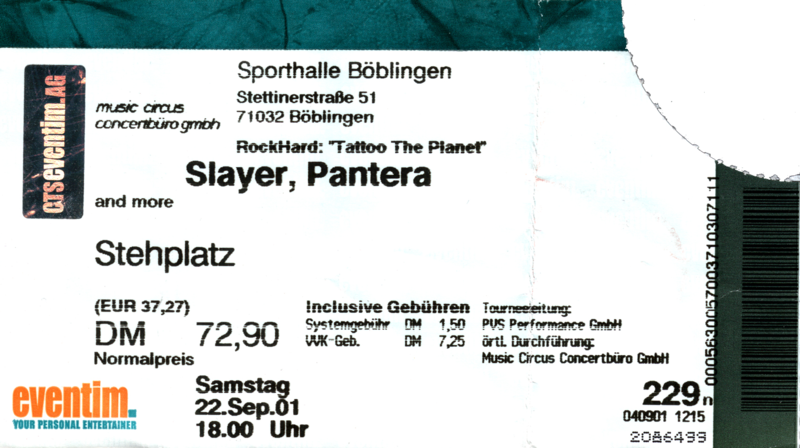 CTSeventim.AG
music circus
concertbüro gmbh
Sporthalle Böblingen
Stettinerstraße 51
71032 Böblingen
RockHard: "Tattoo The Planet"
Slayer, Pantera
and more
Stehplatz
(EUR 37,27)
DM 72,90
Normalpreis
Inclusive Gebühren
Systemgebühr DM 1,50
VVK-Geb. DM 7,25
Tourneeleitung:
PVS Performance GmbH
örtl. Durchführung:
Music Circus Concertbüro GmbH
eventim.
YOUR PERSONAL ENTERTAINER
Samstag
22.Sep.01
18.00 Uhr
229n
040901 1215
2086499
0005630057003710307111